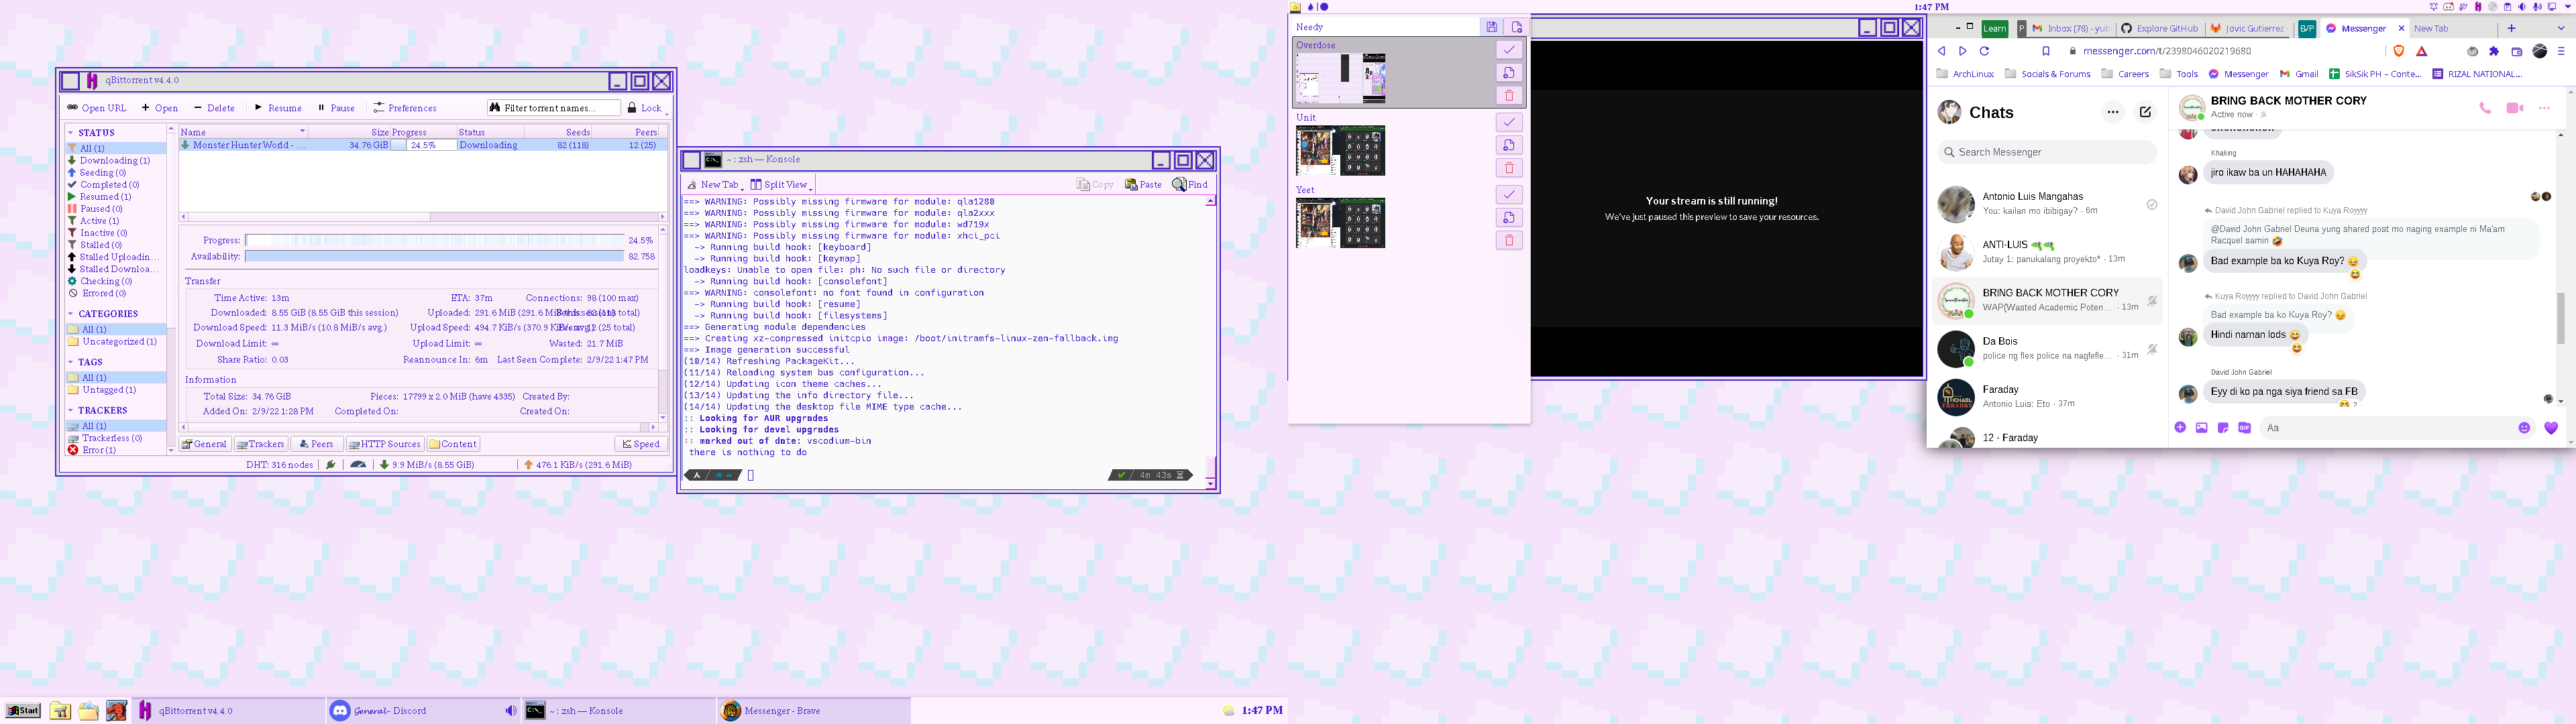 qBittorrent v4.4.0
Open URL Open Delete Resume Pause Preferences Filter torrent names... Lock
STATUS
All (1)
Downloading (1)
Seeding (0)
Completed (0)
Resumed (1)
Paused (0)
Active (1)
Inactive (0)
Stalled (0)
Stalled Uploadin...
Stalled Downloa...
Checking (0)
Errored (0)
CATEGORIES
All (1)
Uncategorized (1)
TAGS
All (1)
Untagged (1)
TRACKERS
All (1)
Trackerless (0)
Error (1)
Name Size Progress Status Seeds Peers
Monster Hunter World - ... 34.76 GiB 24.5% Downloading 82 (118) 12 (25)
Progress: 24.5%
Availability: 82.758
Transfer
Time Active: 13m ETA: 37m Connections: 98 (100 max)
Downloaded: 8.55 GiB (8.55 GiB this session) Uploaded: 291.6 MiB (291.6 MiB
Download Speed: 11.3 MiB/s (10.8 MiB/s avg.) Upload Speed: 494.7 KiB/s (370.9 KiB/s avg.) 12 (25 total)
Download Limit: ∞ Upload Limit: ∞ Wasted: 21.7 MiB
Share Ratio: 0.03 Reannounce In: 6m Last Seen Complete: 2/9/22 1:47 PM
Information
Total Size: 34.76 GiB Pieces: 17799 x 2.0 MiB (have 4335) Created By:
Added On: 2/9/22 1:28 PM Completed On: Created On:
General Trackers Peers HTTP Sources Content Speed
DHT: 316 nodes 9.9 MiB/s (8.55 GiB) 476.1 KiB/s (291.6 MiB)
~ : zsh — Konsole
New Tab Split View Copy Paste Find
==> WARNING: Possibly missing firmware for module: qla1280
==> WARNING: Possibly missing firmware for module: qla2xxx
==> WARNING: Possibly missing firmware for module: wd719x
==> WARNING: Possibly missing firmware for module: xhci_pci
-> Running build hook: [keyboard]
-> Running build hook: [keymap]
loadkeys: Unable to open file: ph: No such file or directory
-> Running build hook: [consolefont]
==> WARNING: consolefont: no font found in configuration
-> Running build hook: [resume]
-> Running build hook: [filesystems]
==> Generating module dependencies
==> Creating xz-compressed initcpio image: /boot/initramfs-linux-zen-fallback.img
==> Image generation successful
(10/14) Refreshing PackageKit...
(11/14) Reloading system bus configuration...
(12/14) Updating icon theme caches...
(13/14) Updating the info directory file...
(14/14) Updating the desktop file MIME type cache...
:: Looking for AUR upgrades
:: Looking for devel upgrades
:: marked out of date: vscodium-bin
there is nothing to do
4m 43s
Start
qBittorrent v4.4.0
General - Discord
~ : zsh — Konsole
Messenger - Brave
1:47 PM
1:47 PM
Needy
Overdose
Unit
Yeet
Your stream is still running!
We've just paused this preview to save your resources.
Learn P Inbox (78) - yu Explore GitHub Jovic Gutierrez B/P Messenger New Tab
messenger.com/t/2398046020219680
ArchLinux Socials & Forums Careers Tools Messenger Gmail SikSik PH – Conte... RIZAL NATIONAL...
Chats
Search Messenger
Antonio Luis Mangahas
You: kailan mo ibibigay? · 6m
ANTI-LUIS 🔫🔫
Jutay 1: panukalang proyekto* · 13m
BRING BACK MOTHER CORY
WAP(Wasted Academic Poten... · 13m
Da Bois
police ng flex police na nagfefle... · 31m
Faraday
Antonio Luis: Eto · 37m
12 - Faraday
BRING BACK MOTHER CORY
Active now
Khaking
jiro ikaw ba un HAHAHAHA
David John Gabriel replied to Kuya Royyyy
@David John Gabriel Deuna yung shared post mo naging example ni Ma'am
Racquel samin 🤣
Bad example ba ko Kuya Roy? 😔
Kuya Royyyy replied to David John Gabriel
Bad example ba ko Kuya Roy? 😔
Hindi naman lods 😅
David John Gabriel
Eyy di ko pa nga siya friend sa FB
2
GIF Aa